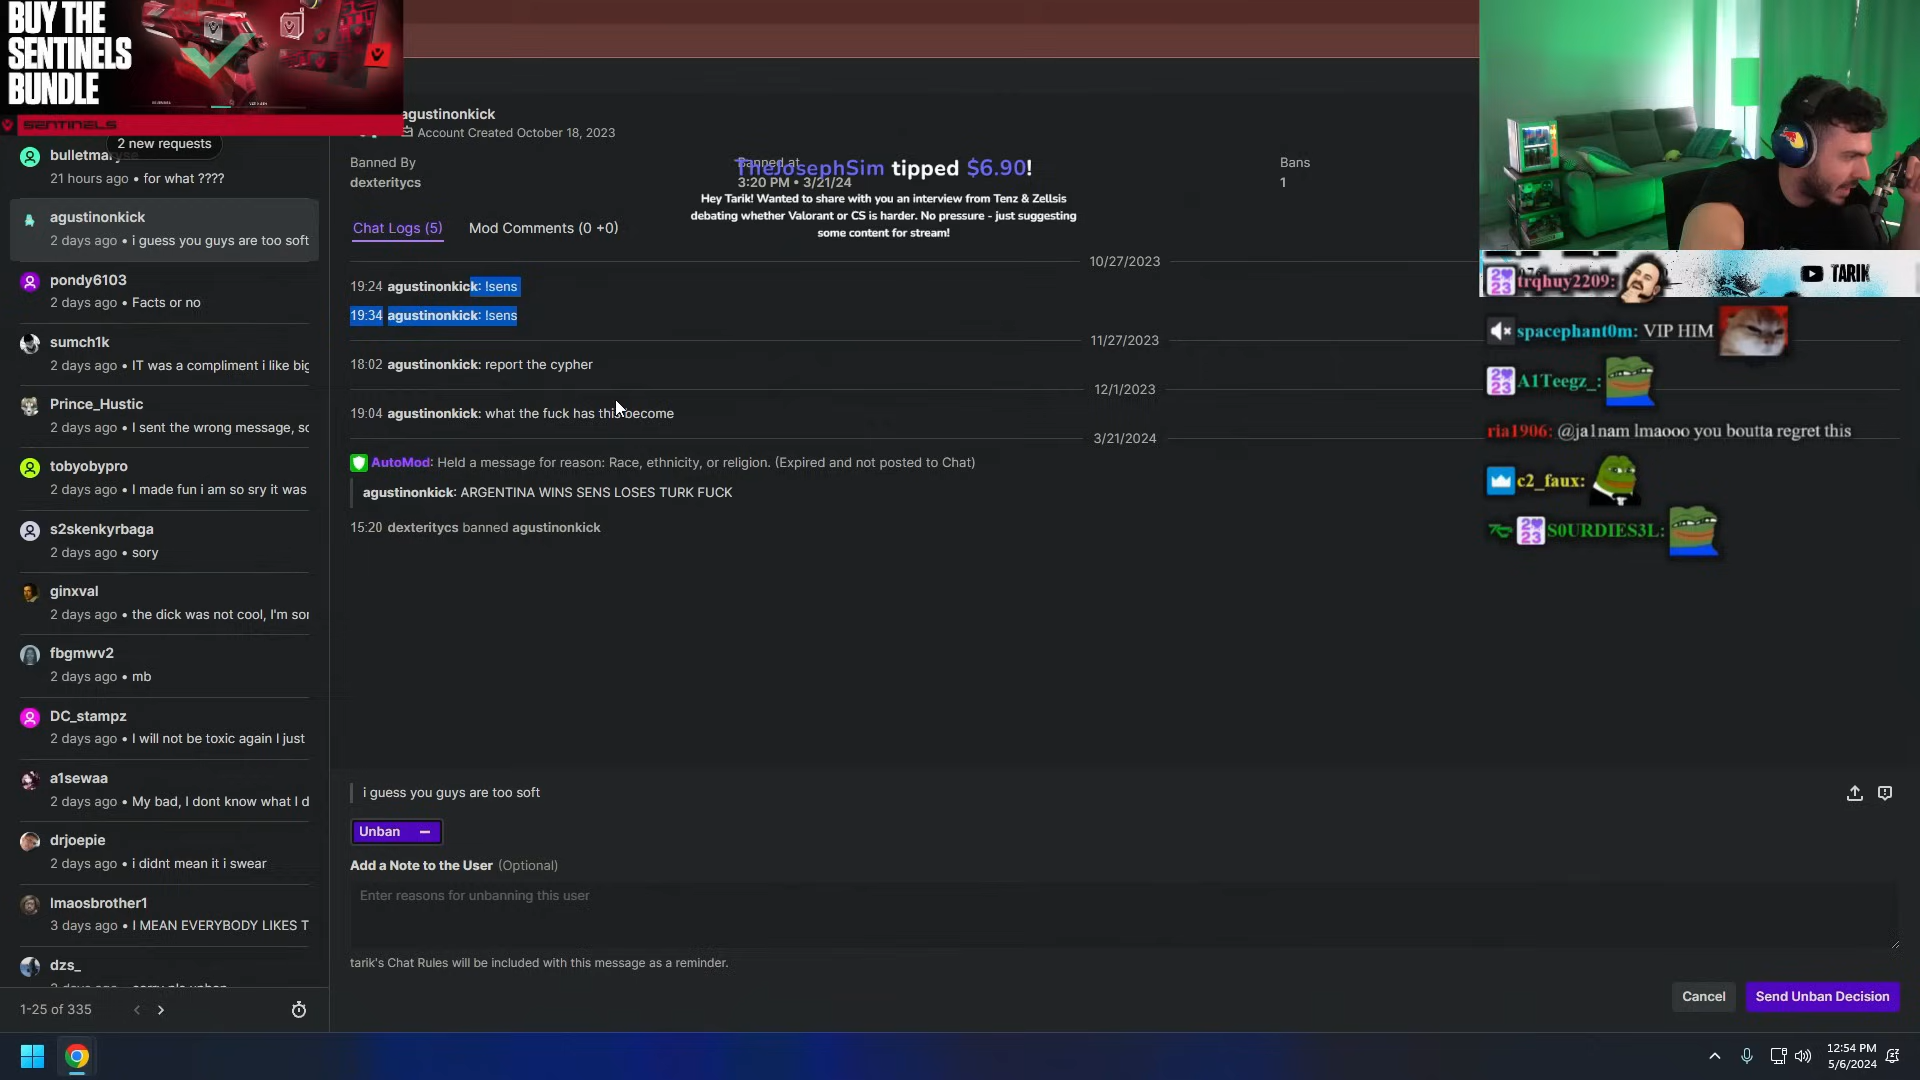 BUY THE
SENTINELS
BUNDLE
SENTINELS
2 new requests
bulletmaryse
21 hours ago • for what ????
agustinonkick
2 days ago • i guess you guys are too soft
pondy6103
2 days ago • Facts or no
sumch1k
2 days ago • IT was a compliment i like big
Prince_Hustic
2 days ago • I sent the wrong message, sc
tobyobypro
2 days ago • I made fun i am so sry it was
s2skenkyrbaga
2 days ago • sory
ginxval
2 days ago • the dick was not cool, I'm sor
fbgmwv2
2 days ago • mb
DC_stampz
2 days ago • I will not be toxic again I just
a1sewaa
2 days ago • My bad, I dont know what I d
drjoepie
2 days ago • i didnt mean it i swear
lmaosbrother1
3 days ago • I MEAN EVERYBODY LIKES T
dzs_
1-25 of 335
agustinonkick
Account Created October 18, 2023
Banned By
dexteritycs
Banned at
3:20 PM • 3/21/24
Bans
1
TheJosephSim tipped $6.90!
Hey Tarik! Wanted to share with you an interview from Tenz & Zellsis
debating whether Valorant or CS is harder. No pressure - just suggesting
some content for stream!
Chat Logs (5)
Mod Comments (0 +0)
10/27/2023
19:24 agustinonkick: !sens
19:34 agustinonkick: !sens
11/27/2023
18:02 agustinonkick: report the cypher
12/1/2023
19:04 agustinonkick: what the fuck has this become
3/21/2024
AutoMod: Held a message for reason: Race, ethnicity, or religion. (Expired and not posted to Chat)
agustinonkick: ARGENTINA WINS SENS LOSES TURK FUCK
15:20 dexteritycs banned agustinonkick
i guess you guys are too soft
Unban
Add a Note to the User (Optional)
Enter reasons for unbanning this user
tarik's Chat Rules will be included with this message as a reminder.
Cancel
Send Unban Decision
TARIK
trqhuy2209:
spacephant0m: VIP HIM
A1Teegz_:
ria1906: @ja1nam lmaooo you boutta regret this
c2_faux:
S0URDIES3L:
12:54 PM
5/6/2024